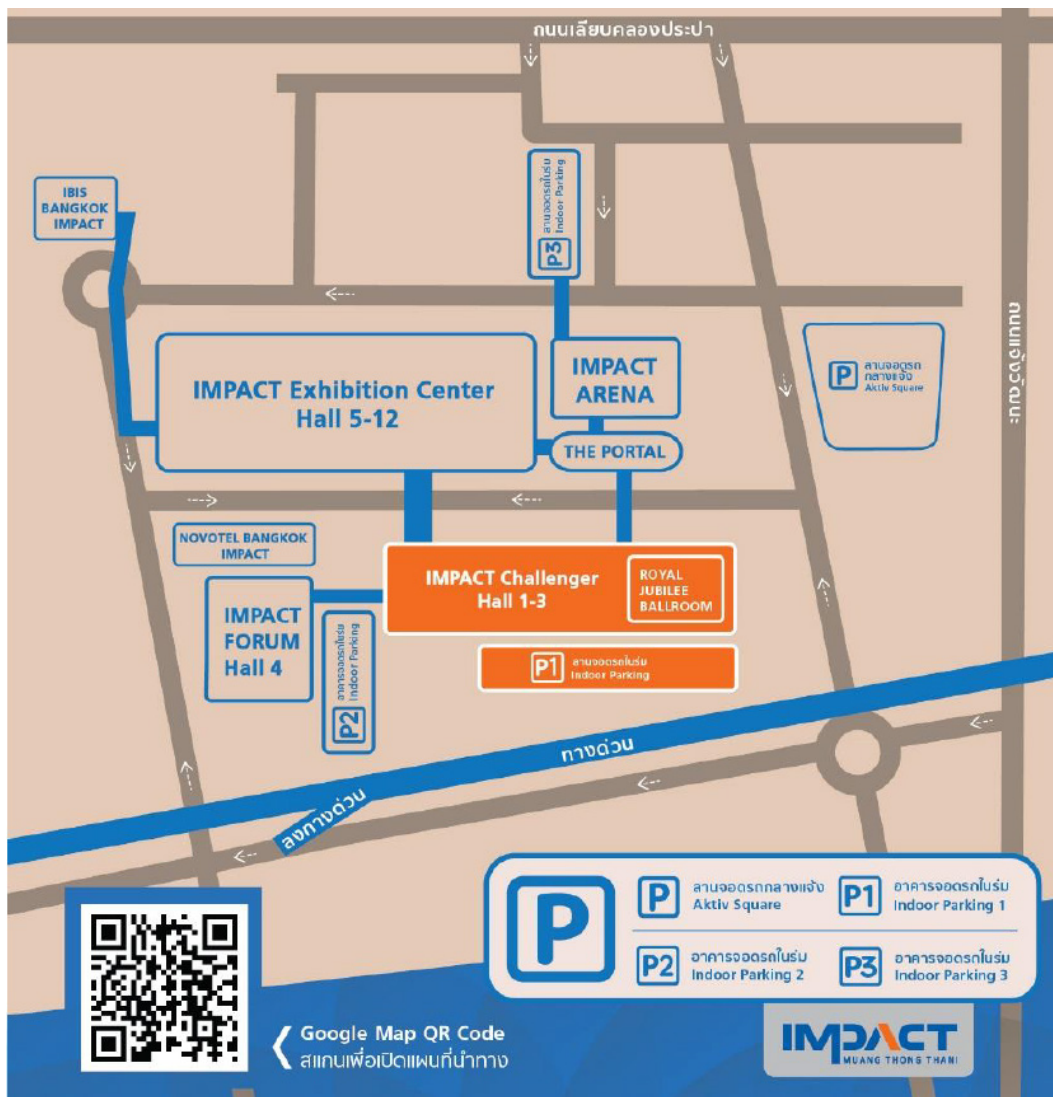 ถนนเลียบคลองประปา
IBIS
BANGKOK
IMPACT
P3
ลานจอดรถในร่ม
Indoor Parking
ถนนแจ้งวัฒนะ
IMPACT Exhibition Center
Hall 5-12
IMPACT
ARENA
THE PORTAL
P
ลานจอดรถ
กลางแจ้ง
Aktiv Square
NOVOTEL BANGKOK
IMPACT
IMPACT Challenger
Hall 1-3
ROYAL
JUBILEE
BALLROOM
IMPACT
FORUM
Hall 4
P2
อาคารจอดรถในร่ม
Indoor Parking
P1
ลานจอดรถในร่ม
Indoor Parking
ทางด่วน
ลงทางด่วน
P
P
ลานจอดรถกลางแจ้ง
Aktiv Square
P1
อาคารจอดรถในร่ม
Indoor Parking 1
P2
อาคารจอดรถในร่ม
Indoor Parking 2
P3
อาคารจอดรถในร่ม
Indoor Parking 3
Google Map QR Code
สแกนเพื่อเปิดแผนที่นำทาง
IMPACT
MUANG THONG THANI